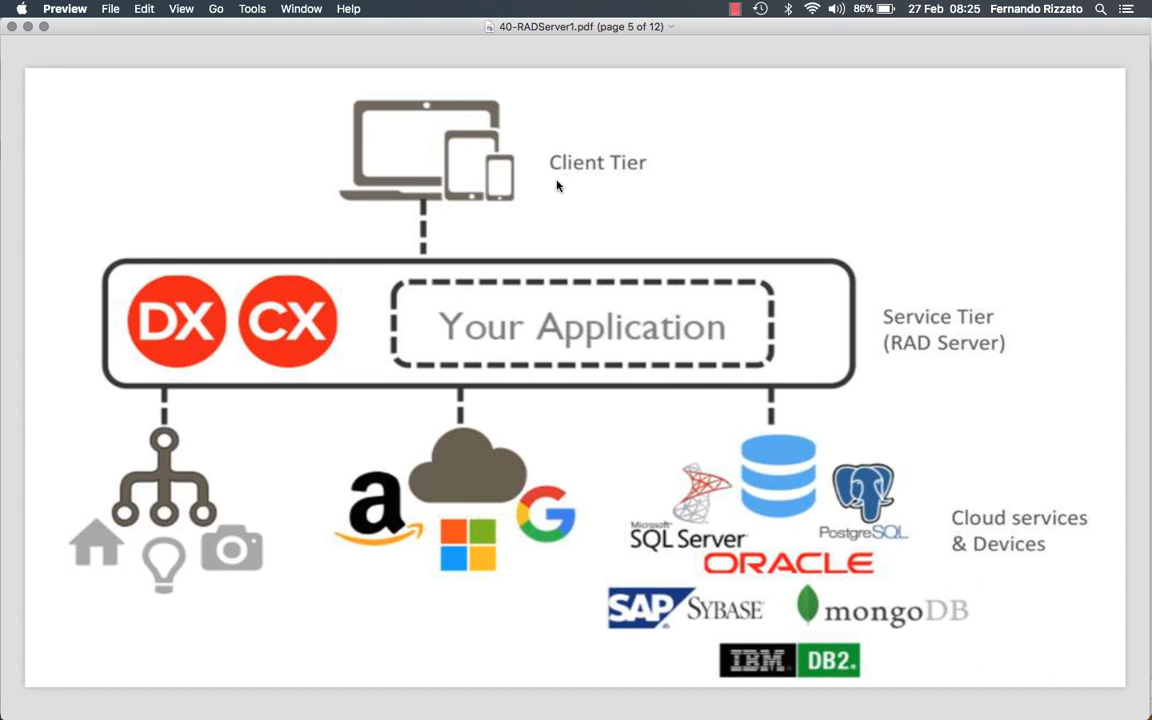 Preview File Edit View Go Tools Window Help 86% 27 Feb 08:25 Fernando Rizzato
40-RADServer1.pdf (page 5 of 12)
Client Tier
DX CX Your Application
Service Tier
(RAD Server)
a
G
Microsoft
SQL Server
PostgreSQL
Cloud services
& Devices
ORACLE
SAP SYBASE
mongoDB
IBM DB2.